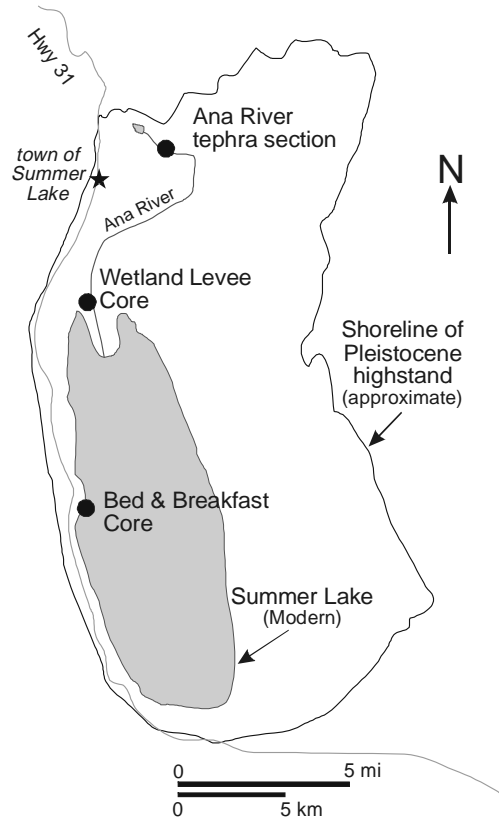 Hwy 31
Ana River
tephra section
town of
Summer
Lake
N
Ana River
Wetland Levee
Core
Shoreline of
Pleistocene
highstand
(approximate)
Bed & Breakfast
Core
Summer Lake
(Modern)
0 5 mi
0 5 km